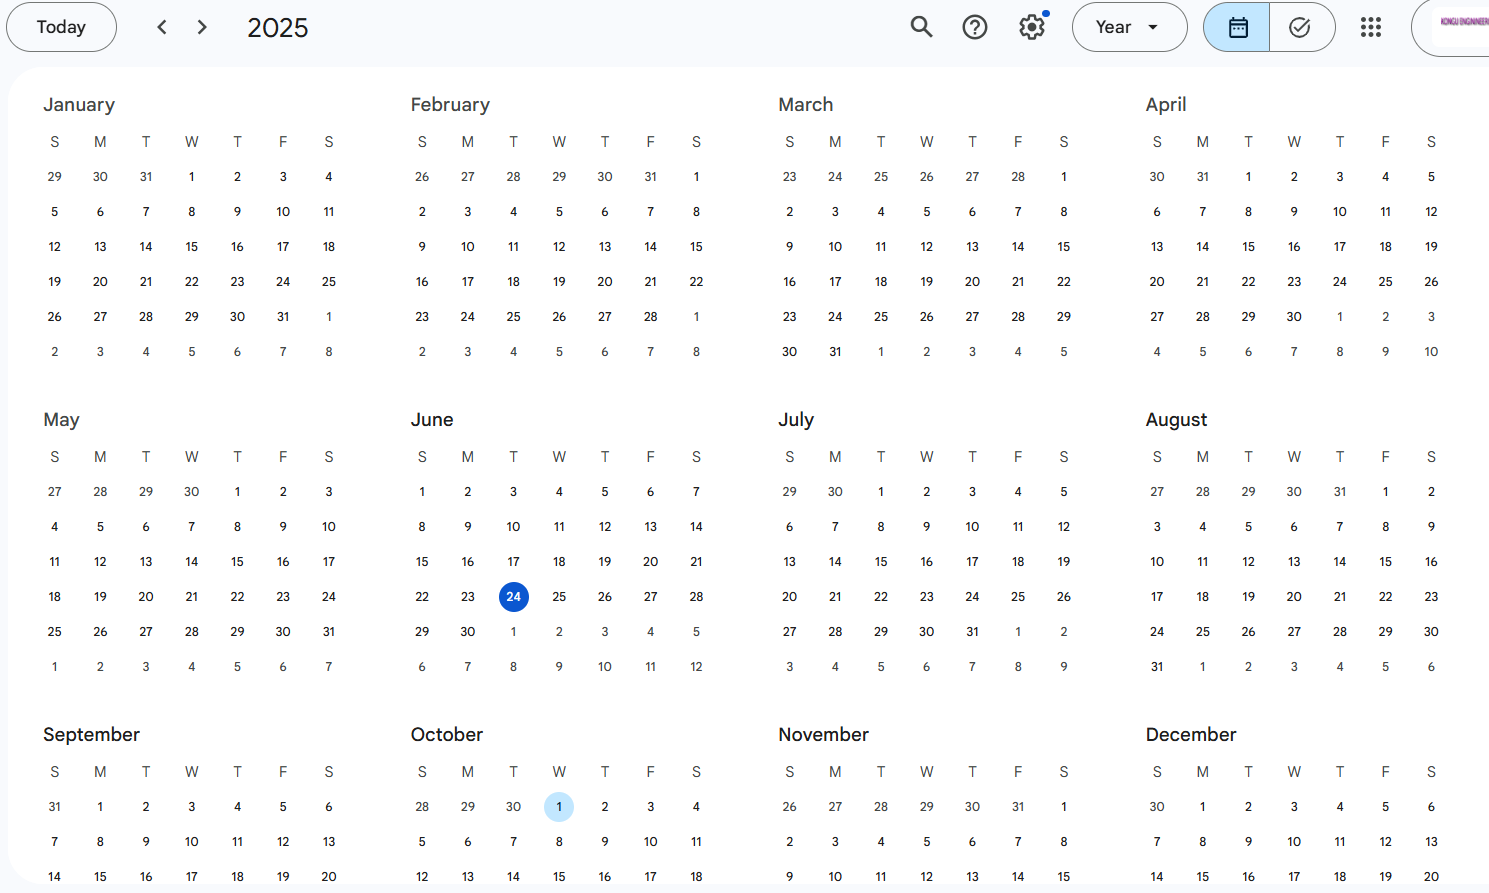 Today 2025 Year KONGU ENGINEERI
January February March April
S M T W T F S S M T W T F S S M T W T F S S M T W T F S
29 30 31 1 2 3 4 26 27 28 29 30 31 1 23 24 25 26 27 28 1 30 31 1 2 3 4 5
5 6 7 8 9 10 11 2 3 4 5 6 7 8 2 3 4 5 6 7 8 6 7 8 9 10 11 12
12 13 14 15 16 17 18 9 10 11 12 13 14 15 9 10 11 12 13 14 15 13 14 15 16 17 18 19
19 20 21 22 23 24 25 16 17 18 19 20 21 22 16 17 18 19 20 21 22 20 21 22 23 24 25 26
26 27 28 29 30 31 1 23 24 25 26 27 28 1 23 24 25 26 27 28 29 27 28 29 30 1 2 3
2 3 4 5 6 7 8 2 3 4 5 6 7 8 30 31 1 2 3 4 5 4 5 6 7 8 9 10
May June July August
S M T W T F S S M T W T F S S M T W T F S S M T W T F S
27 28 29 30 1 2 3 1 2 3 4 5 6 7 29 30 1 2 3 4 5 27 28 29 30 31 1 2
4 5 6 7 8 9 10 8 9 10 11 12 13 14 6 7 8 9 10 11 12 3 4 5 6 7 8 9
11 12 13 14 15 16 17 15 16 17 18 19 20 21 13 14 15 16 17 18 19 10 11 12 13 14 15 16
18 19 20 21 22 23 24 22 23 24 25 26 27 28 20 21 22 23 24 25 26 17 18 19 20 21 22 23
25 26 27 28 29 30 31 29 30 1 2 3 4 5 27 28 29 30 31 1 2 24 25 26 27 28 29 30
1 2 3 4 5 6 7 6 7 8 9 10 11 12 3 4 5 6 7 8 9 31 1 2 3 4 5 6
September October November December
S M T W T F S S M T W T F S S M T W T F S S M T W T F S
31 1 2 3 4 5 6 28 29 30 1 2 3 4 26 27 28 29 30 31 1 30 1 2 3 4 5 6
7 8 9 10 11 12 13 5 6 7 8 9 10 11 2 3 4 5 6 7 8 7 8 9 10 11 12 13
14 15 16 17 18 19 20 12 13 14 15 16 17 18 9 10 11 12 13 14 15 14 15 16 17 18 19 20